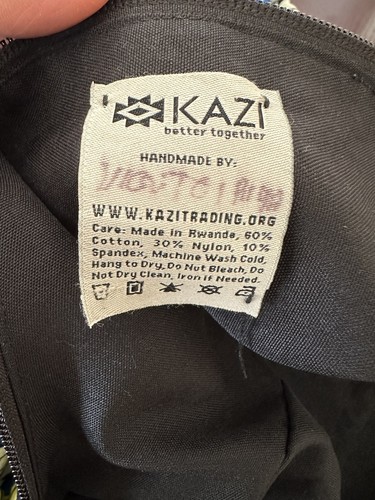 KAZI
better together
HANDMADE BY:
WWW.KAZITRADING.ORG
Care: Made in Rwanda, 60%
Cotton, 30% Nylon, 10%
Spandex, Machine Wash Cold,
Hang to Dry, Do Not Bleach, Do
Not Dry Clean, Iron if Needed.